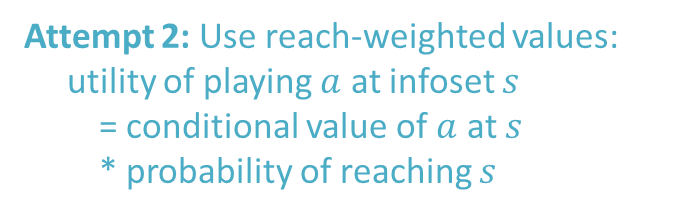 Attempt 2: Use reach-weighted values:
utility of playing a at infoset s
= conditional value of a at s
* probability of reaching s